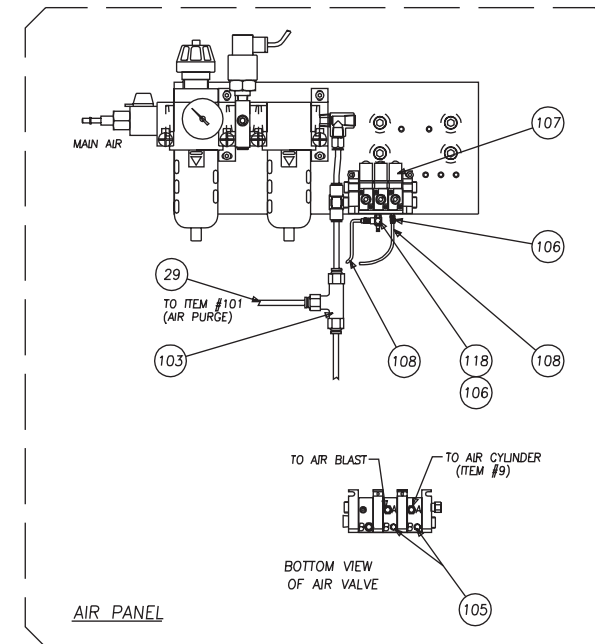 107
MAIN AIR
106
29
TO ITEM #101
(AIR PURGE)
103
108
118
108
106
TO AIR BLAST
TO AIR CYLINDER
(ITEM #9)
A
A
B
B
B
BOTTOM VIEW
OF AIR VALVE
105
AIR PANEL